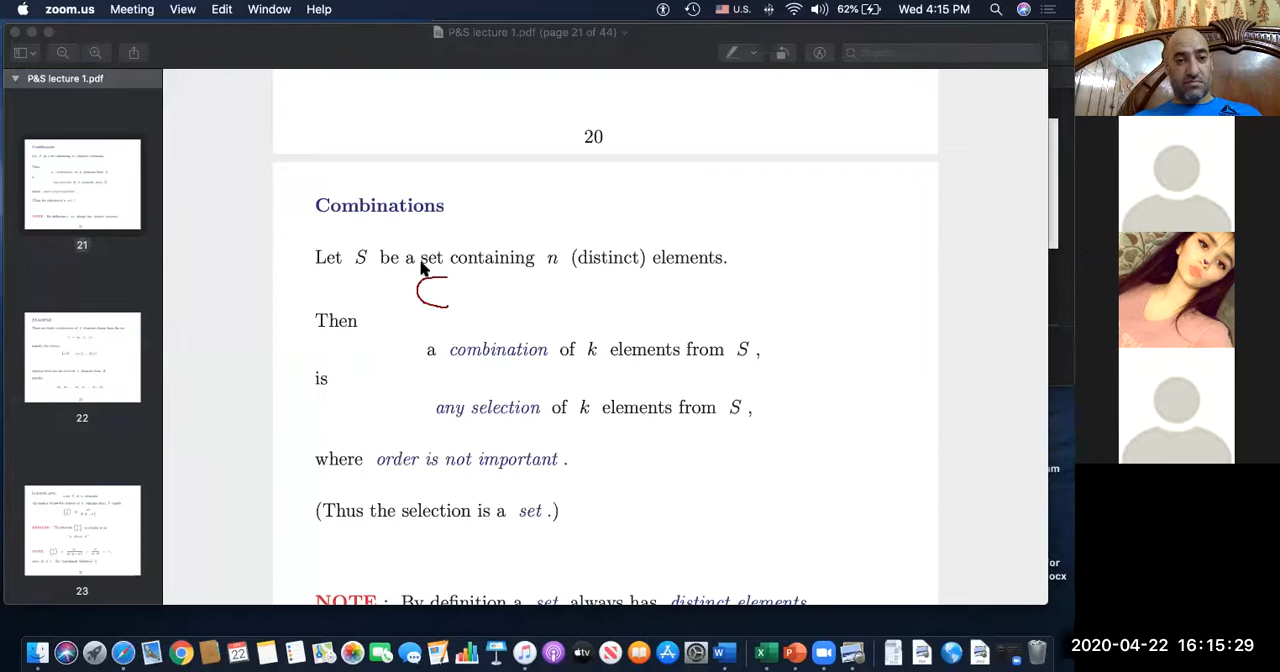 zoom.us Meeting View Edit Window Help U.S. 62% Wed 4:15 PM
P&S lecture 1.pdf (page 21 of 44)
P&S lecture 1.pdf
21
22
23
20
Combinations
Let S be a set containing n (distinct) elements.
C
Then
a combination of k elements from S ,
is
any selection of k elements from S ,
where order is not important .
(Thus the selection is a set .)
NOTE : By definition a set always has distinct elements
2020-04-22 16:15:29